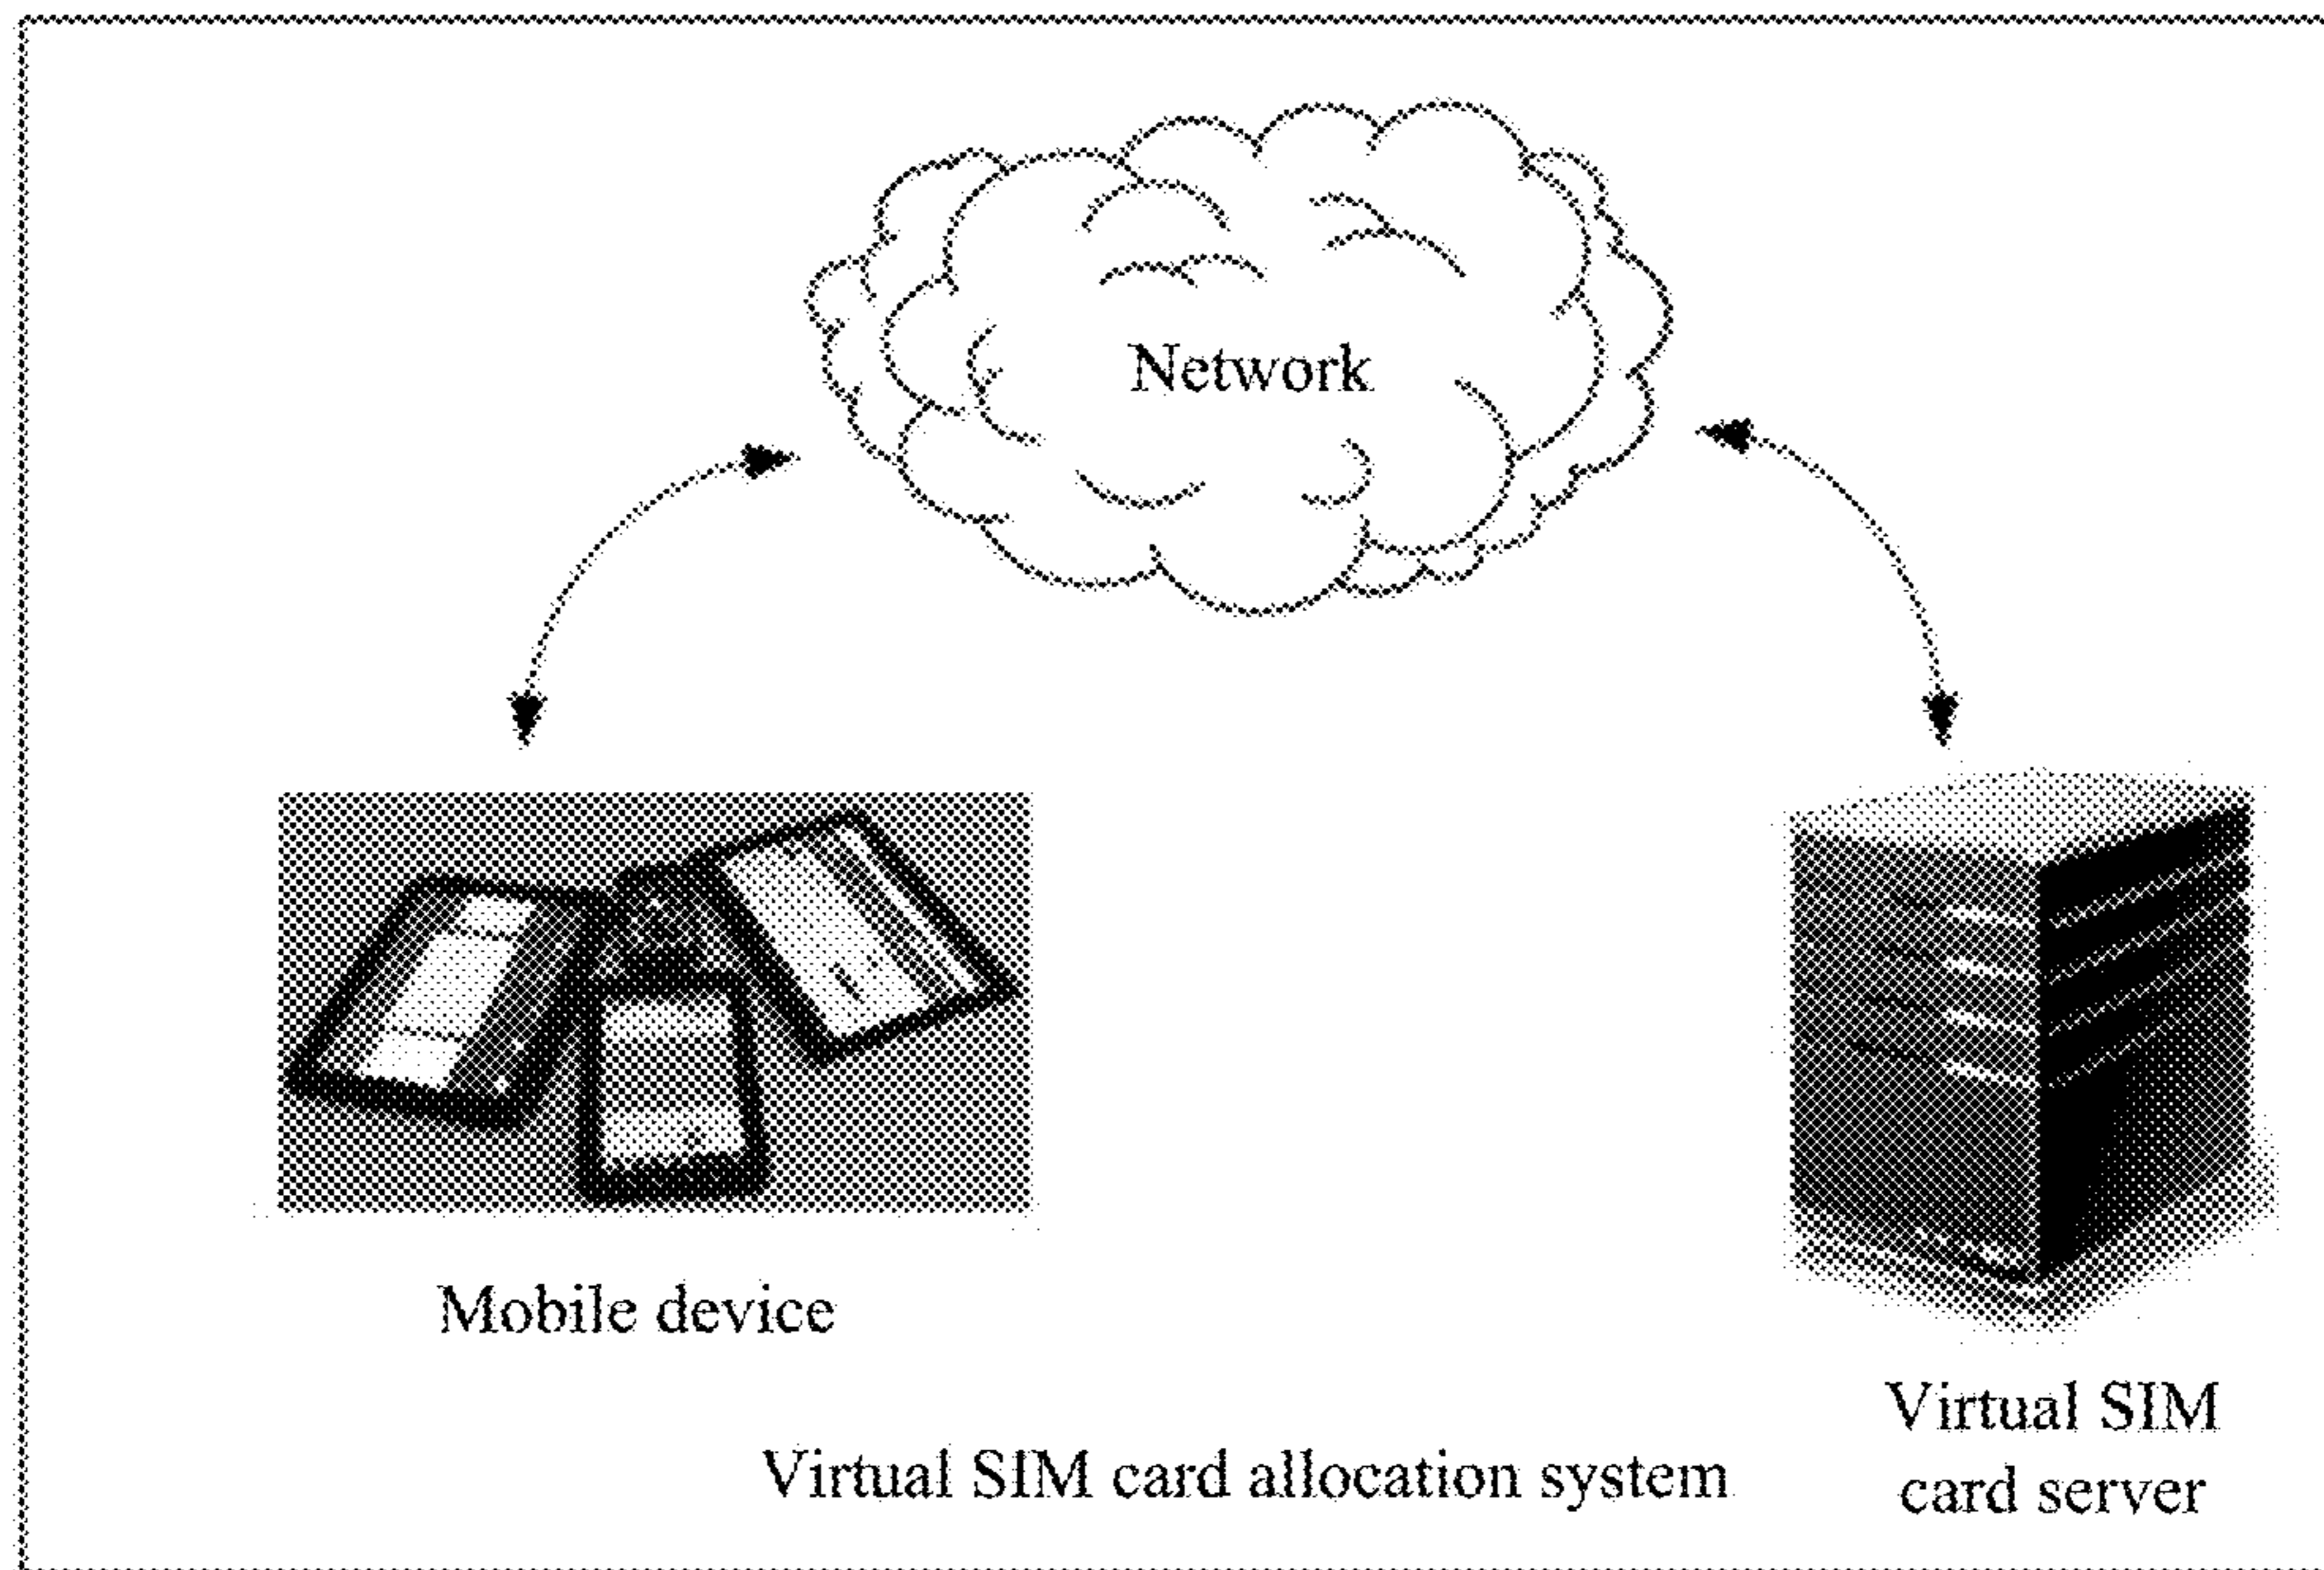 Network
Mobile device
Virtual SIM
card server
Virtual SIM card allocation system